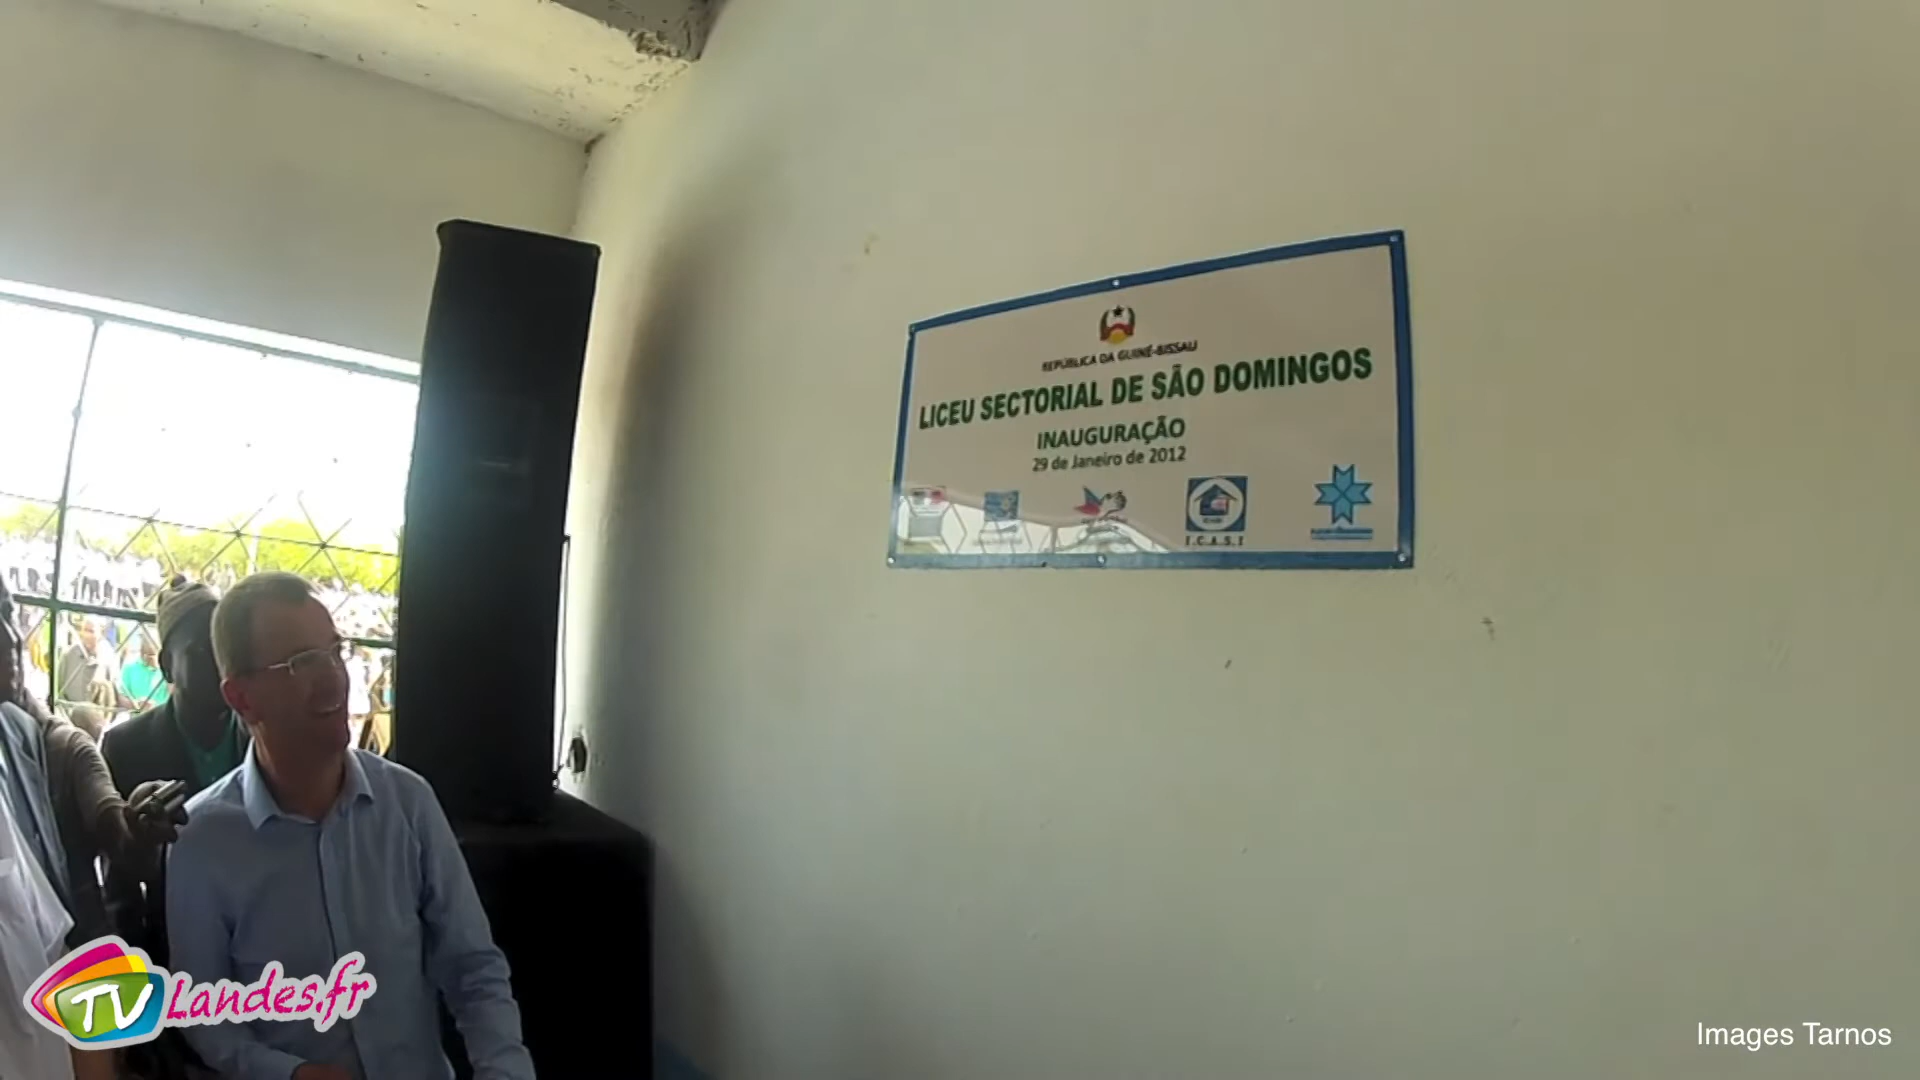 REPÚBLICA DA GUINÉ-BISSAU
LICEU SECTORIAL DE SÃO DOMINGOS
INAUGURAÇÃO
29 de Janeiro de 2012
I.C.A.S.I
TV Landes.fr
Images Tarnos